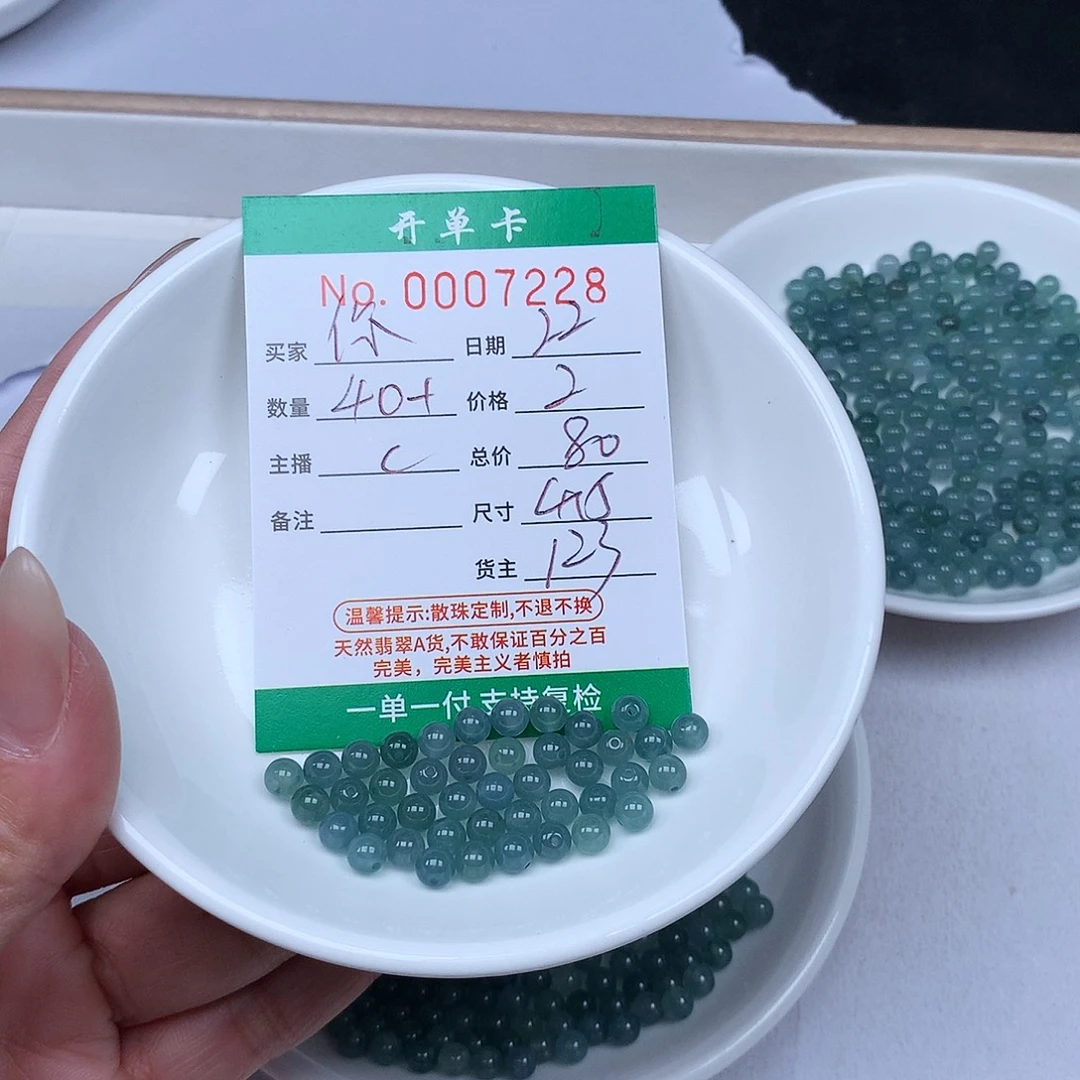 开单卡
No. 0007228
买家 你 日期 22
数量 40+ 价格 2
主播 C 总价 80
备注 尺寸
货主 123
温馨提示:散珠定制,不退不换
天然翡翠A货,不敢保证百分之百
完美，完美主义者慎拍
一单一付 支持复检